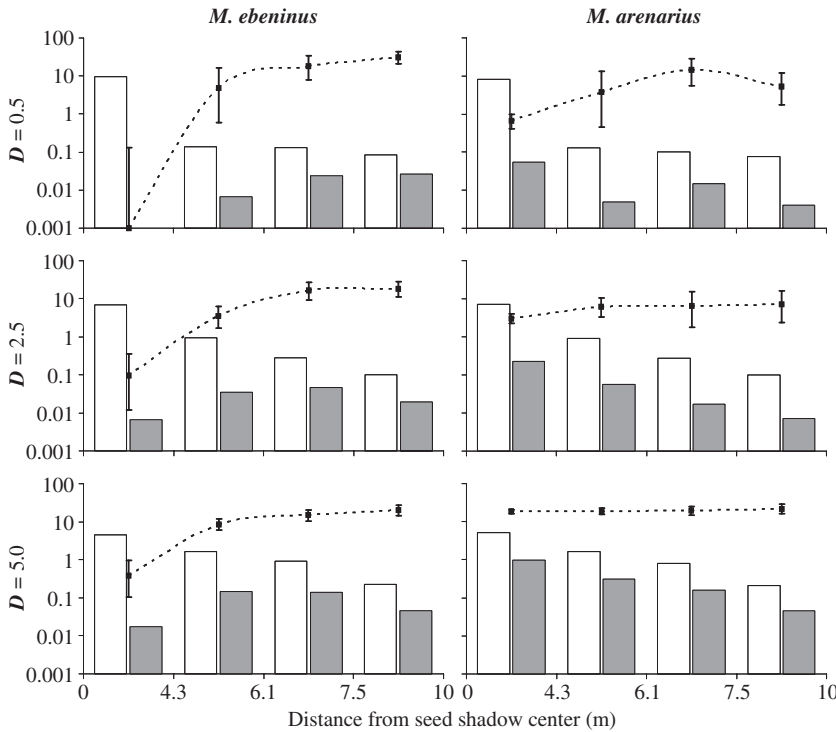 M. ebeninus
M. arenarius
D = 0.5
100
10
1
0.1
0.01
0.001
D = 2.5
100
10
1
0.1
0.01
0.001
D = 5.0
100
10
1
0.1
0.01
0.001
0 4.3 6.1 7.5 10 0 4.3 6.1 7.5 10
Distance from seed shadow center (m)